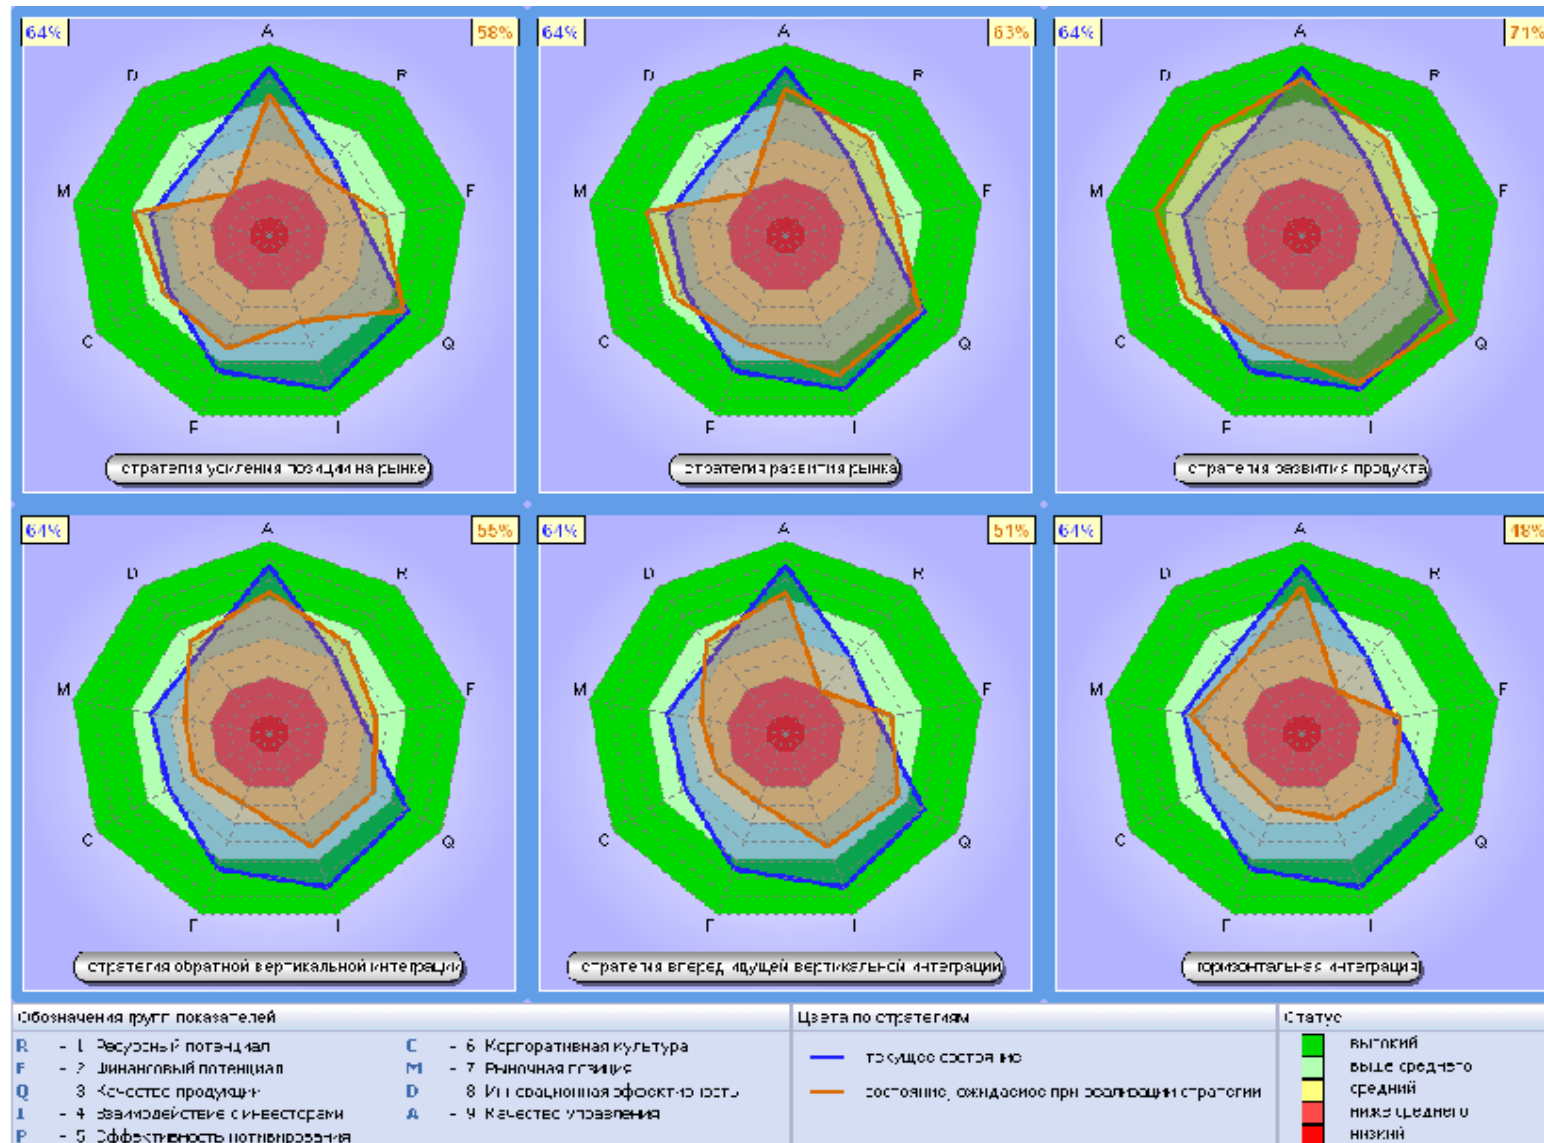 64% 58% 64% 63% 64% 71%
A A A
D R D R D R
M F M F M F
C Q C Q C Q
P I P I P I
стратегия усиления позиции на рынке стратегия развития рынка стратегия развития продукта
64% 55% 64% 51% 64% 48%
A A A
D R D R D R
M F M F M F
C Q C Q C Q
P I P I P I
стратегия обратной вертикальной интеграции стратегия вперед идущей вертикальной интеграции горизонтальная интеграция
Обозначения групп показателей Цвета по стратегиям Статус
R - 1 Ресурсный потенциал C - 6 Корпоративная культура текущее состояние высокий
F - 2 Финансовый потенциал M - 7 Рыночная позиция выше среднего
Q 3 Качество продукции D 8 Инновационная эффективность состояние, ожидаемое при реализации стратегии средний
I - 4 Взаимодействие с инвесторами A - 9 Качество управления ниже среднего
P - 5 Эффективность мотивирования низкий